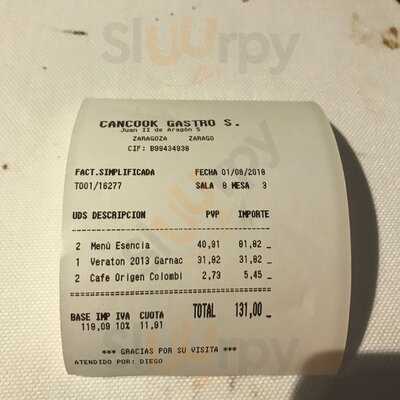 Sluurpy
CANCOOK GASTRO S.
Juan II de Aragón 5
ZARAGOZA ZARAGO
CIF: B99434938
FACT.SIMPLIFICADA FECHA 01/08/2018
T001/16277 SALA 8 MESA 3
UDS DESCRIPCION PVP IMPORTE
2 Menú Esencia 40,91 81,82
1 Veraton 2013 Garnac 31,82 31,82
2 Cafe Origen Colombi 2,73 5,45
BASE IMP IVA CUOTA TOTAL 131,00
119,09 10% 11,91
*** GRACIAS POR SU VISITA ***
ATENDIDO POR: DIEGO